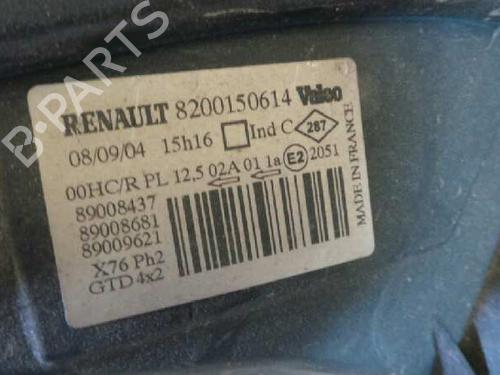 B-PARTS
RENAULT 8200150614 Valeo
08/09/04 15h16 Ind C 287
00HC/R PL 12,5 02A 01 1a E2 2051
89008437
89008681
89009621
X76 Ph2
GTD 4x2
MADE IN FRANCE